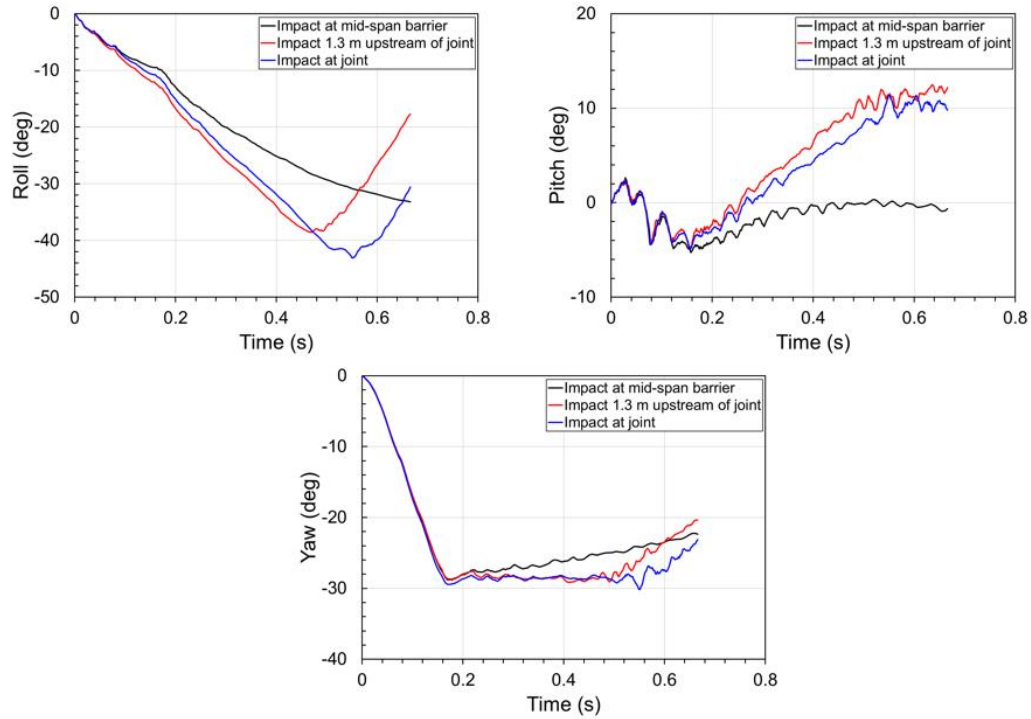 0
-10
-20
-30
-40
-50
Roll (deg)
0 0.2 0.4 0.6 0.8
Time (s)
Impact at mid-span barrier
Impact 1.3 m upstream of joint
Impact at joint
20
10
0
-10
Pitch (deg)
0 0.2 0.4 0.6 0.8
Time (s)
Impact at mid-span barrier
Impact 1.3 m upstream of joint
Impact at joint
0
-10
-20
-30
-40
Yaw (deg)
0 0.2 0.4 0.6 0.8
Time (s)
Impact at mid-span barrier
Impact 1.3 m upstream of joint
Impact at joint